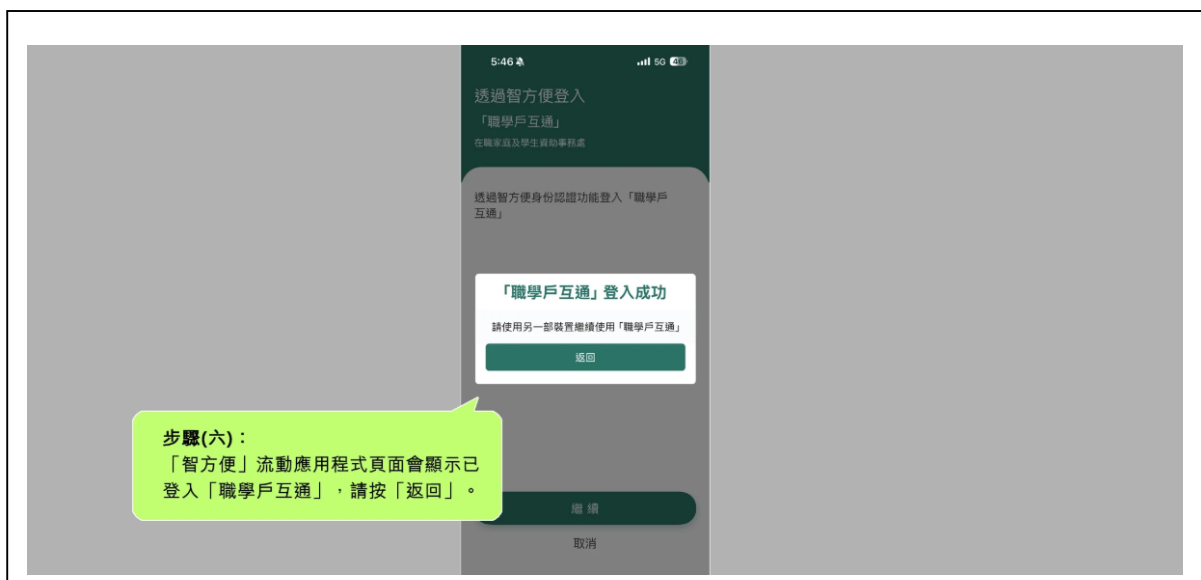 5:46
5G
透過智方便登入
「職學戶互通」
在職家庭及學生資助事務處
透過智方便身份認證功能登入「職學戶
互通」
「職學戶互通」登入成功
請使用另一部裝置繼續使用「職學戶互通」
返回
步驟(六)：
「智方便」流動應用程式頁面會顯示已
登入「職學戶互通」，請按「返回」。
繼續
取消